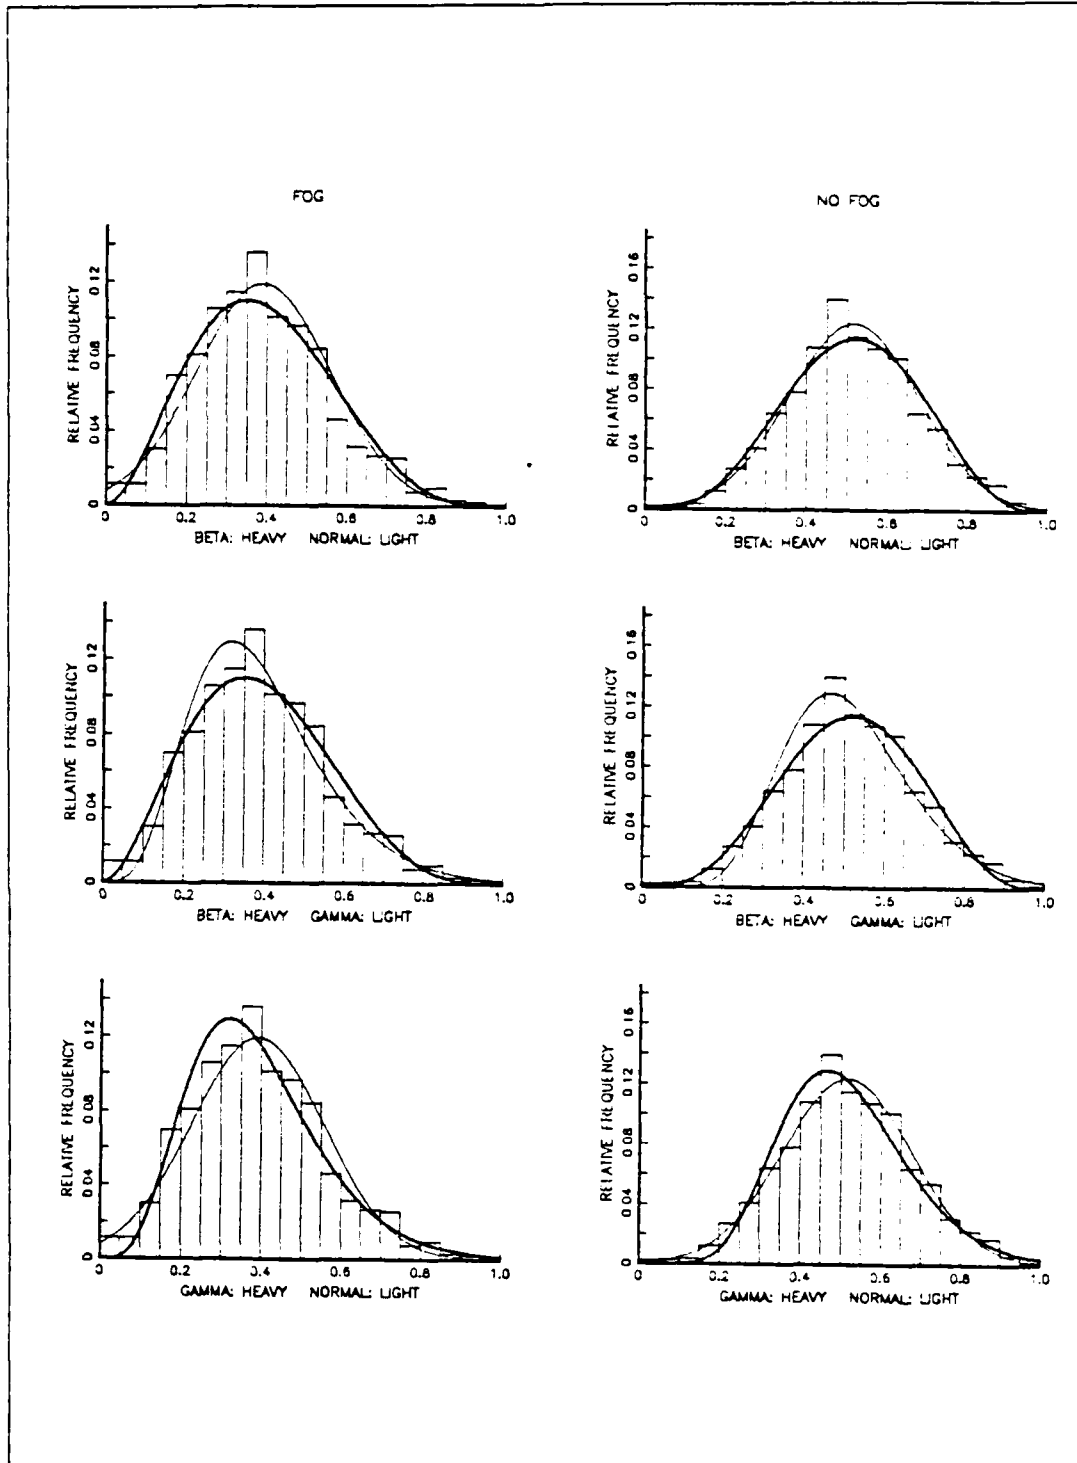 FOG
NO FOG
RELATIVE FREQUENCY
0 0.04 0.08 0.12
0 0.2 0.4 0.6 0.8 1.0
BETA: HEAVY NORMAL: LIGHT
RELATIVE FREQUENCY
0 0.04 0.08 0.12 0.16
0 0.2 0.4 0.6 0.8 1.0
BETA: HEAVY NORMAL: LIGHT
RELATIVE FREQUENCY
0 0.04 0.08 0.12
0 0.2 0.4 0.6 0.8 1.0
BETA: HEAVY GAMMA: LIGHT
RELATIVE FREQUENCY
0 0.04 0.08 0.12 0.16
0 0.2 0.4 0.6 0.8 1.0
BETA: HEAVY GAMMA: LIGHT
RELATIVE FREQUENCY
0 0.04 0.08 0.12
0 0.2 0.4 0.6 0.8 1.0
GAMMA: HEAVY NORMAL: LIGHT
RELATIVE FREQUENCY
0 0.04 0.08 0.12 0.16
0 0.2 0.4 0.6 0.8 1.0
GAMMA: HEAVY NORMAL: LIGHT